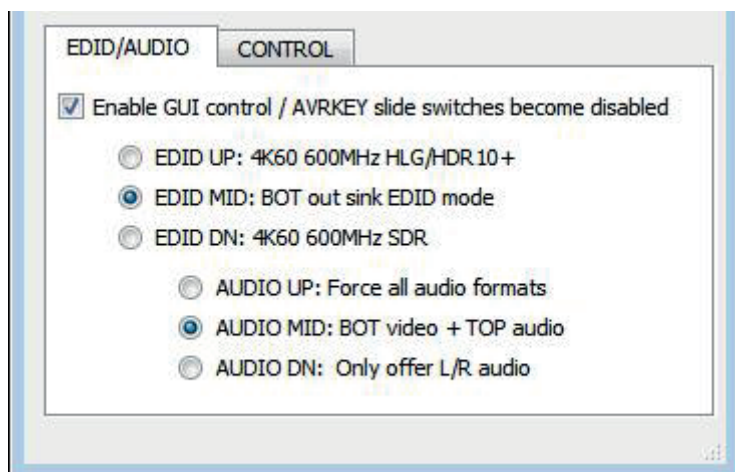 EDID/AUDIO CONTROL
Enable GUI control / AVRKEY slide switches become disabled
EDID UP: 4K60 600MHz HLG/HDR10+
EDID MID: BOT out sink EDID mode
EDID DN: 4K60 600MHz SDR
AUDIO UP: Force all audio formats
AUDIO MID: BOT video + TOP audio
AUDIO DN: Only offer L/R audio